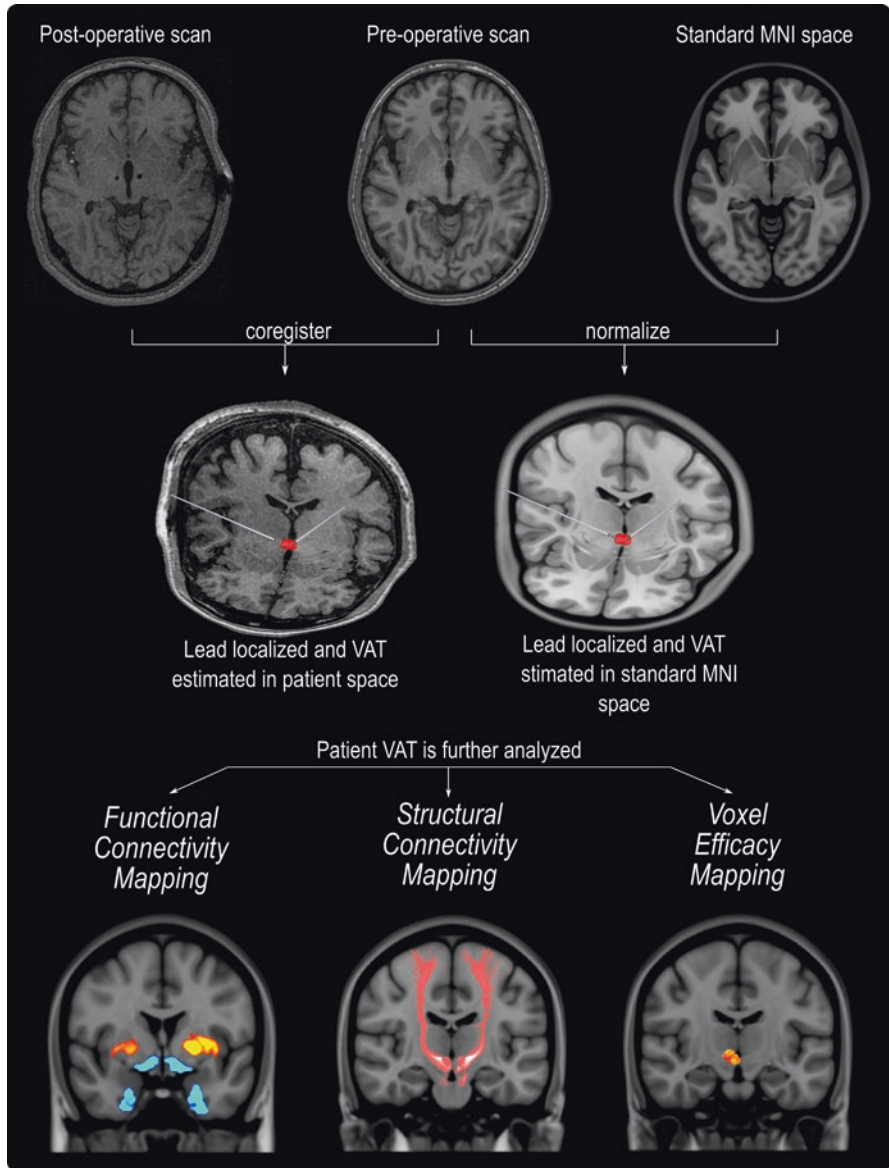 Post-operative scan
Pre-operative scan
Standard MNI space
coregister
normalize
Lead localized and VAT
estimated in patient space
Lead localized and VAT
stimated in standard MNI
space
Patient VAT is further analyzed
Functional
Connectivity
Mapping
Structural
Connectivity
Mapping
Voxel
Efficacy
Mapping